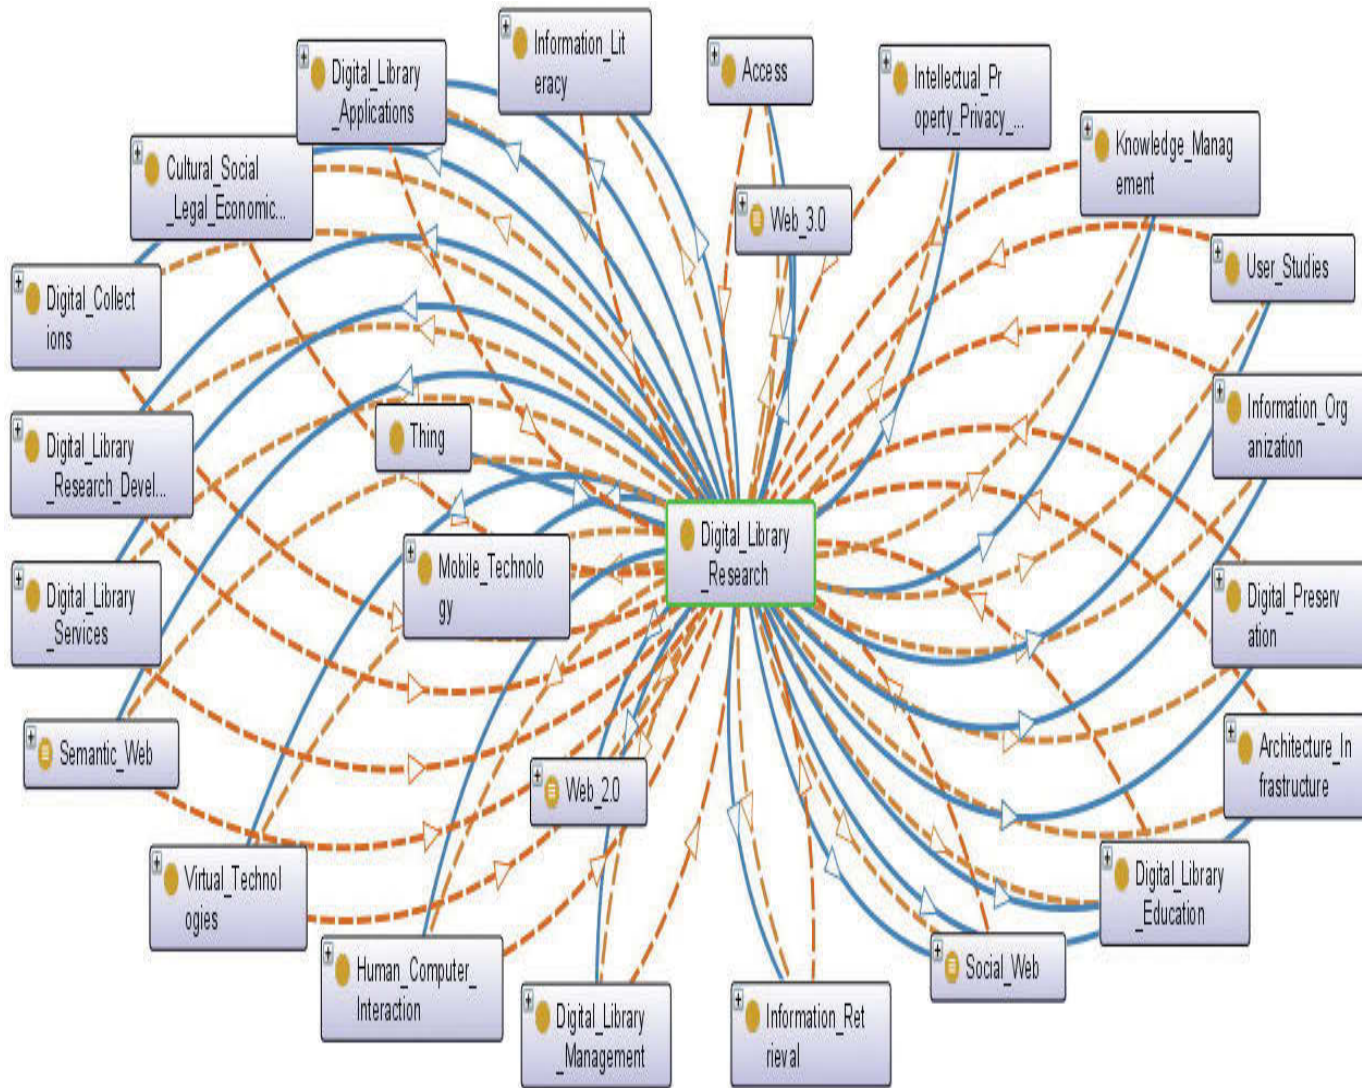 Information_Lit
eracy
Access
Digital_Library
_Applications
Intellectual_Pr
operty_Privacy_...
Knowledge_Manag
ement
Cultural_Social
_Legal_Economic...
Web_3.0
User_Studies
Digital_Collect
ions
Information_Org
anization
Thing
Digital_Library
_Research_Devel...
Digital_Library
_Research
Mobile_Technolo
gy
Digital_Library
_Services
Digital_Preserv
ation
Semantic_Web
Architecture_In
frastructure
Web_2.0
Virtual_Technol
ogies
Digital_Library
_Education
Human_Computer_
Interaction
Social_Web
Digital_Library
_Management
Information_Ret
rieval